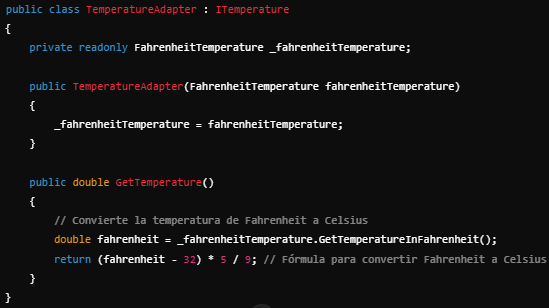 public class TemperatureAdapter : ITemperature
{
    private readonly FahrenheitTemperature _fahrenheitTemperature;

    public TemperatureAdapter(FahrenheitTemperature fahrenheitTemperature)
    {
        _fahrenheitTemperature = fahrenheitTemperature;
    }

    public double GetTemperature()
    {
        // Convierte la temperatura de Fahrenheit a Celsius
        double fahrenheit = _fahrenheitTemperature.GetTemperatureInFahrenheit();
        return (fahrenheit - 32) * 5 / 9; // Fórmula para convertir Fahrenheit a Celsius
    }
}